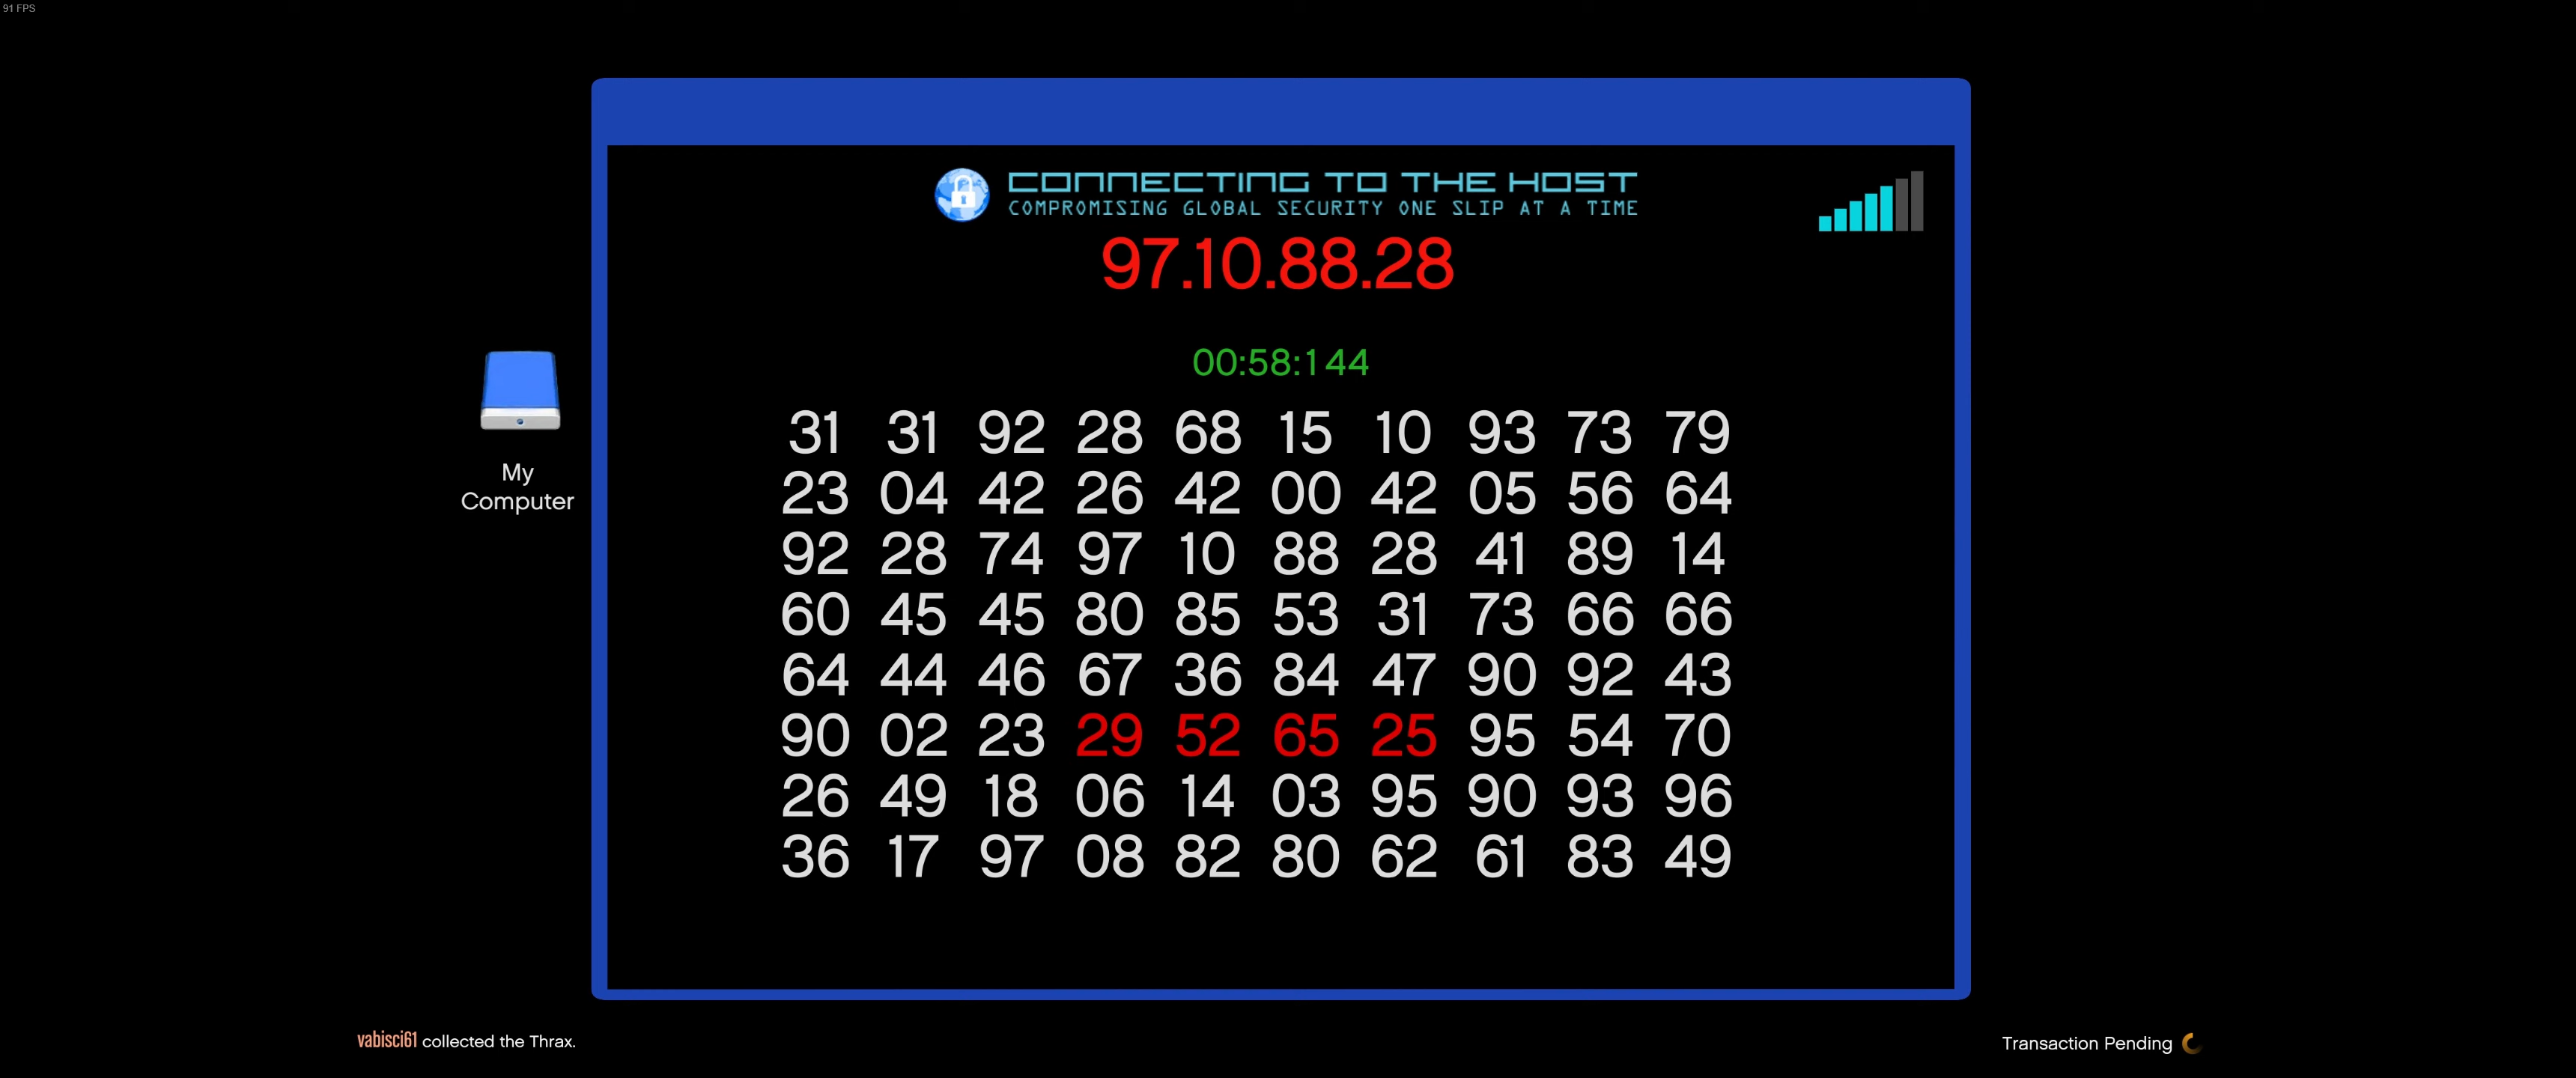 91 FPS
CONNECTING TO THE HOST
COMPROMISING GLOBAL SECURITY ONE SLIP AT A TIME
97.10.88.28
00:58:144
31 31 92 28 68 15 10 93 73 79
23 04 42 26 42 00 42 05 56 64
92 28 74 97 10 88 28 41 89 14
60 45 45 80 85 53 31 73 66 66
64 44 46 67 36 84 47 90 92 43
90 02 23 29 52 65 25 95 54 70
26 49 18 06 14 03 95 90 93 96
36 17 97 08 82 80 62 61 83 49
My
Computer
vabisci61 collected the Thrax.
Transaction Pending